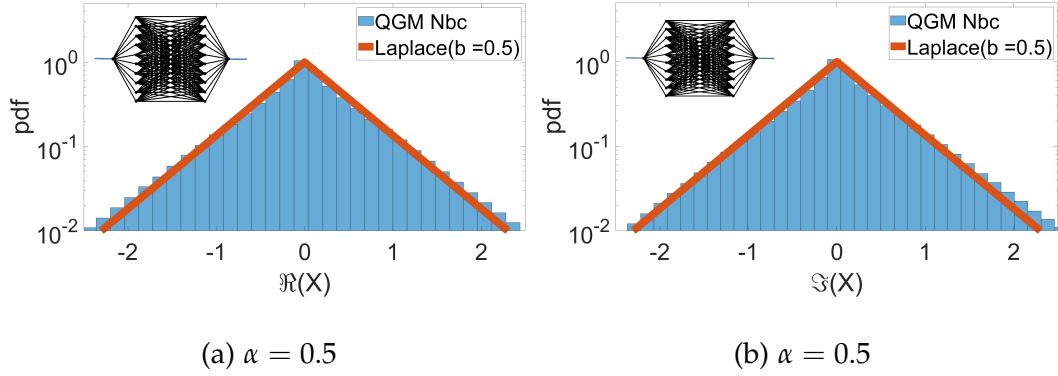 QGM Nbc
Laplace(b =0.5)
pdf
10^0
10^-1
10^-2
-2 -1 0 1 2
ℜ(X)
(a) α = 0.5
QGM Nbc
Laplace(b =0.5)
pdf
10^0
10^-1
10^-2
-2 -1 0 1 2
ℑ(X)
(b) α = 0.5